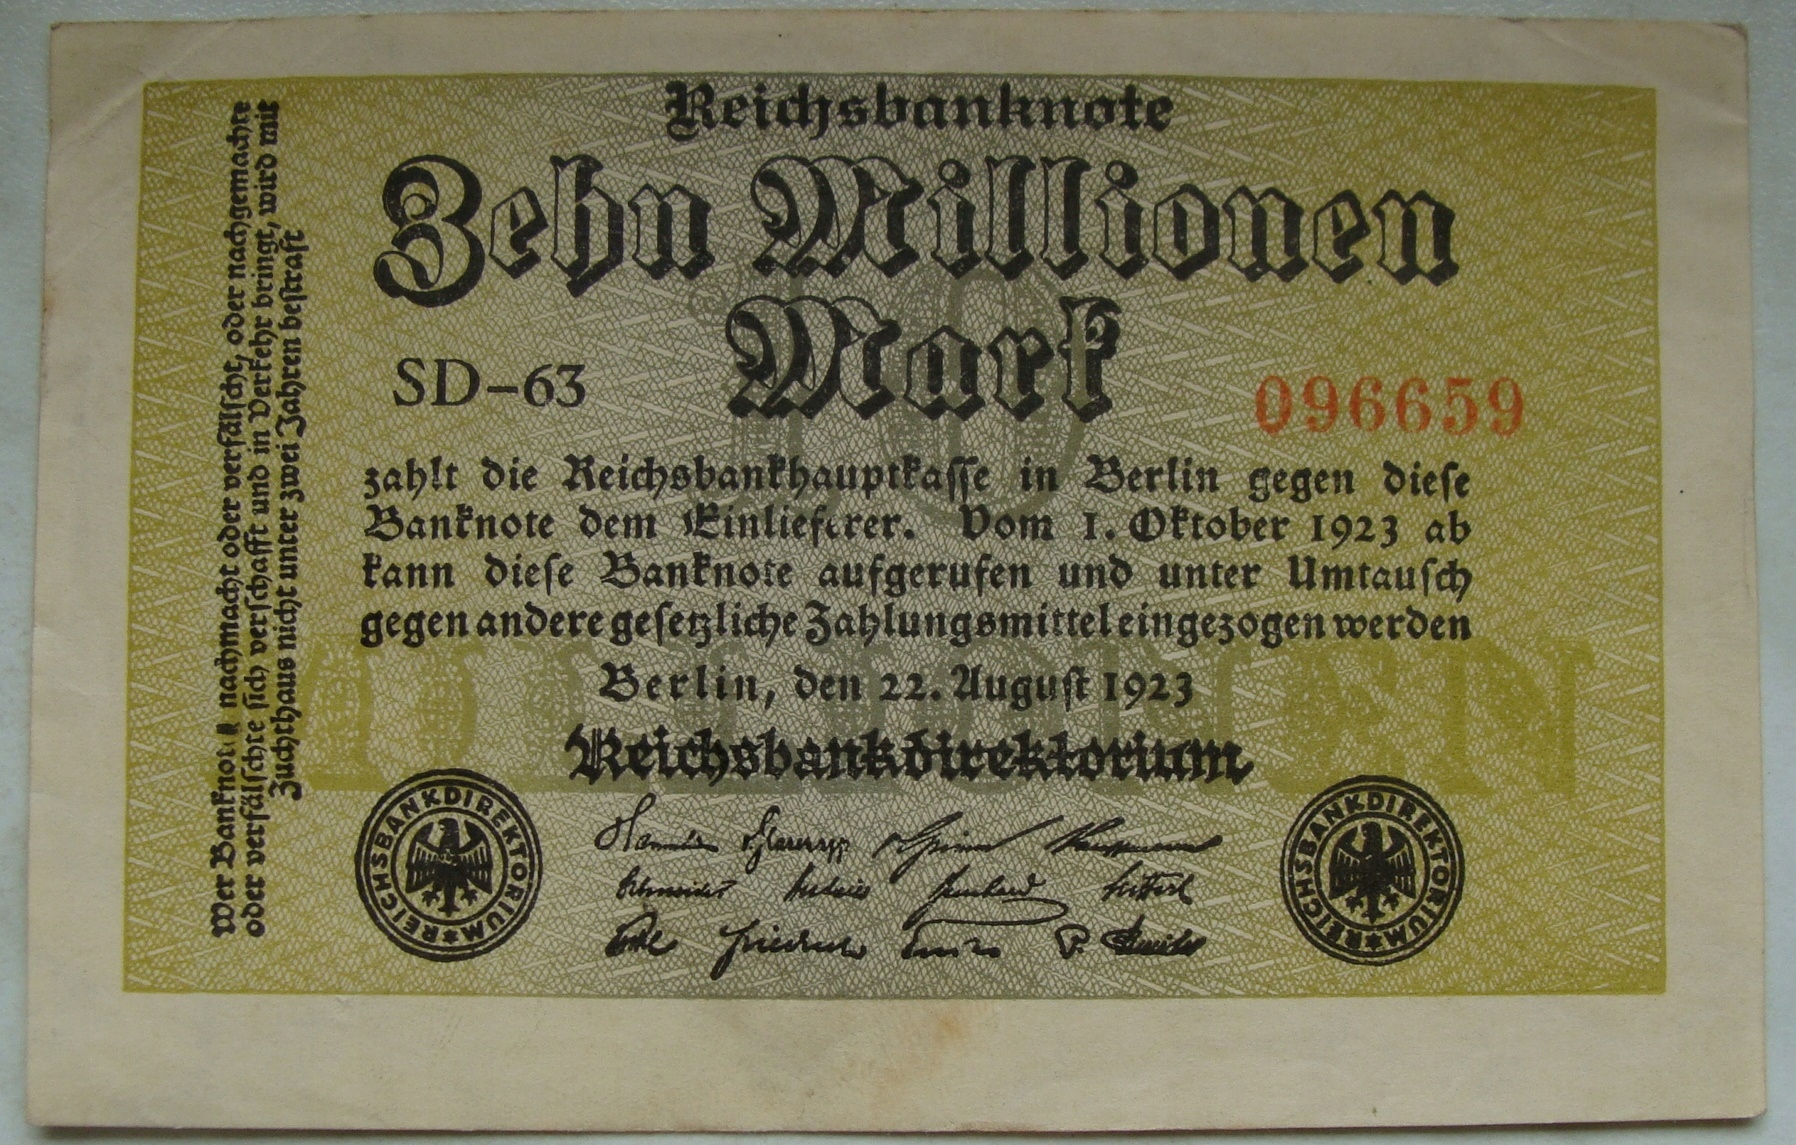 Reichsbanknote
Zehn Millionen
Mark
SD-63
096659
zahlt die Reichsbankhauptkasse in Berlin gegen diese
Banknote dem Einlieferer. Vom 1. Oktober 1923 ab
kann diese Banknote aufgerufen und unter Umtausch
gegen andere gesetzliche Zahlungsmittel eingezogen werden
Berlin, den 22. August 1923
Reichsbankdirektorium
Wer Banknoten nachmacht oder verfälscht, oder nachgemachte
oder verfälschte sich verschafft und in Verkehr bringt, wird mit
Zuchthaus nicht unter zwei Jahren bestraft
REICHSBANKDIREKTORIUM
REICHSBANKDIREKTORIUM
10
MILLIONEN